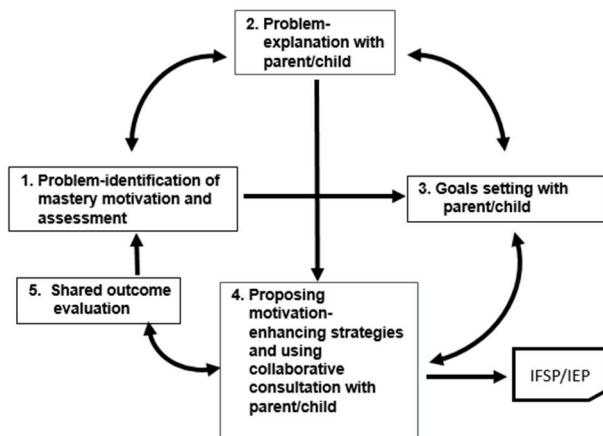 2. Problem-
explanation with
parent/child
1. Problem-identification of
mastery motivation and
assessment
3. Goals setting with
parent/child
5. Shared outcome
evaluation
4. Proposing
motivation-
enhancing strategies
and using
collaborative
consultation with
parent/child
IFSP/IEP